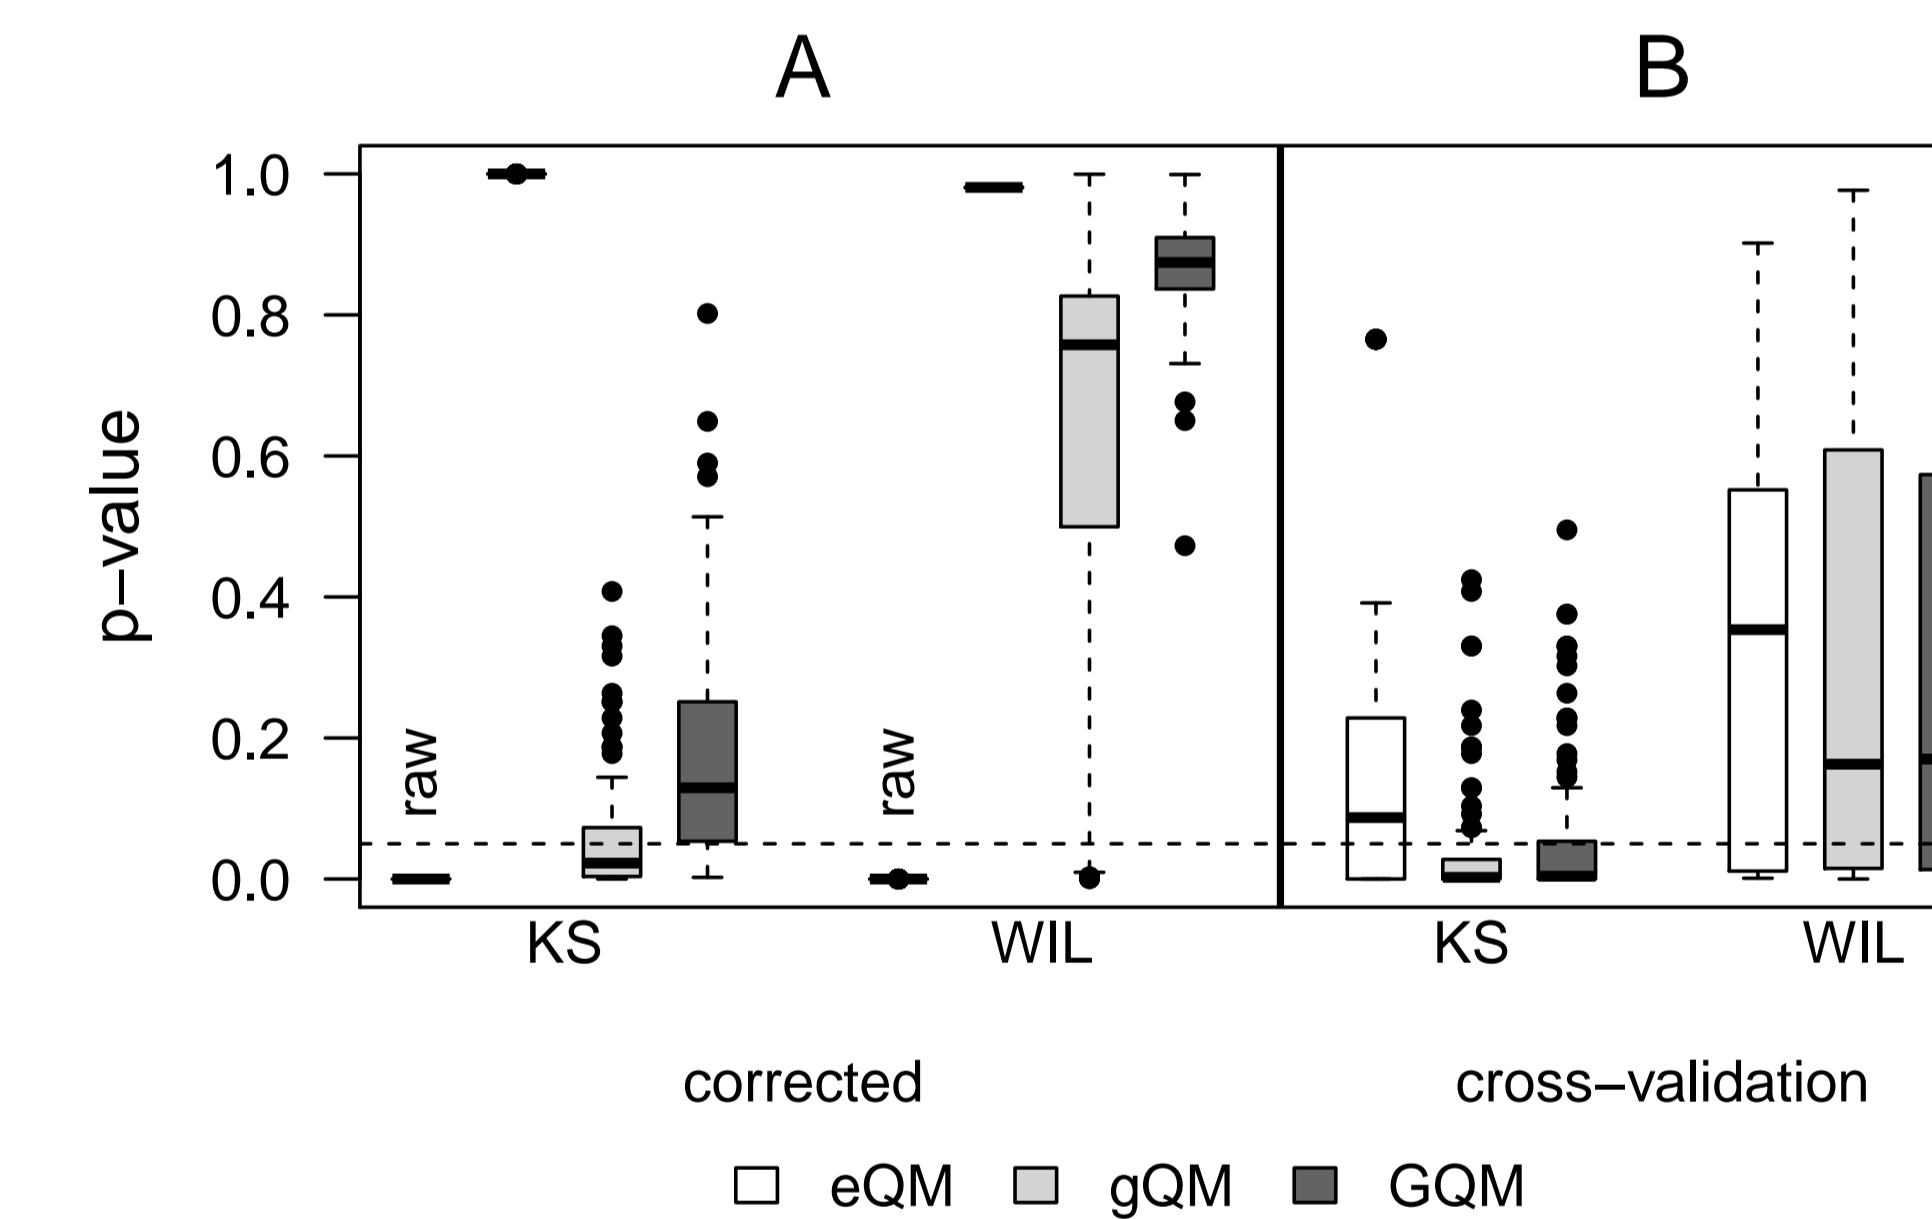 A B
p−value
1.0
0.8
0.6
0.4
0.2
0.0
raw raw
KS WIL KS WIL
corrected cross−validation
eQM gQM GQM